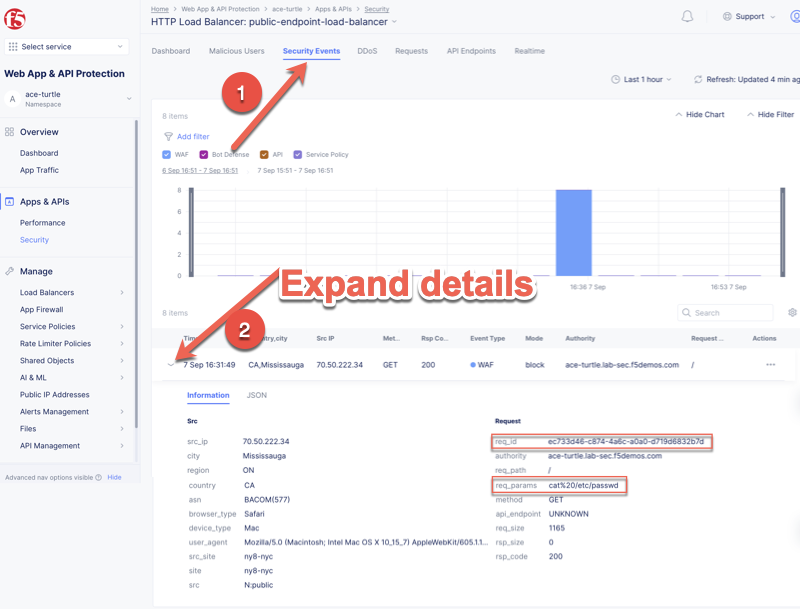 Home > Web App & API Protection > ace-turtle > Apps & APIs > Security
HTTP Load Balancer: public-endpoint-load-balancer
Support
f5
Select service
Dashboard Malicious Users Security Events DDoS Requests API Endpoints Realtime
Web App & API Protection
Last 1 hour Refresh: Updated 4 min ag
A ace-turtle
Namespace
1
8 items
Hide Chart Hide Filter
Add filter
WAF Bot Defense API Service Policy
6 Sep 16:51 - 7 Sep 16:51 7 Sep 15:51 - 7 Sep 16:51
Overview
Dashboard
App Traffic
Apps & APIs
Performance
Security
Manage
Load Balancers
App Firewall
Service Policies
Rate Limiter Policies
Shared Objects
AI & ML
Public IP Addresses
Alerts Management
Files
API Management
Advanced nav options visible Hide
8
6
4
2
0
16:38 7 Sep 16:53 7 Sep
Expand details
2
8 items
Search
Src IP Met... Rsp Co... Event Type Mode Authority Request ... Actions
7 Sep 16:31:49 CA,Mississauga 70.50.222.34 GET 200 WAF block ace-turtle.lab-sec.f5demos.com / ...
Information JSON
Src
src_ip 70.50.222.34
city Mississauga
region ON
country CA
asn BACOM(577)
browser_type Safari
device_type Mac
user_agent Mozilla/5.0 (Macintosh; Intel Mac OS X 10_15_7) AppleWebKit/605.1.1...
src_site ny8-nyc
site ny8-nyc
src N:public
Request
req_id ec733d46-c874-4a6c-a0a0-d719d6832b7d
authority ace-turtle.lab-sec.f5demos.com
req_path /
req_params cat%20/etc/passwd
method GET
api_endpoint UNKNOWN
req_size 1165
rsp_size 0
rsp_code 200